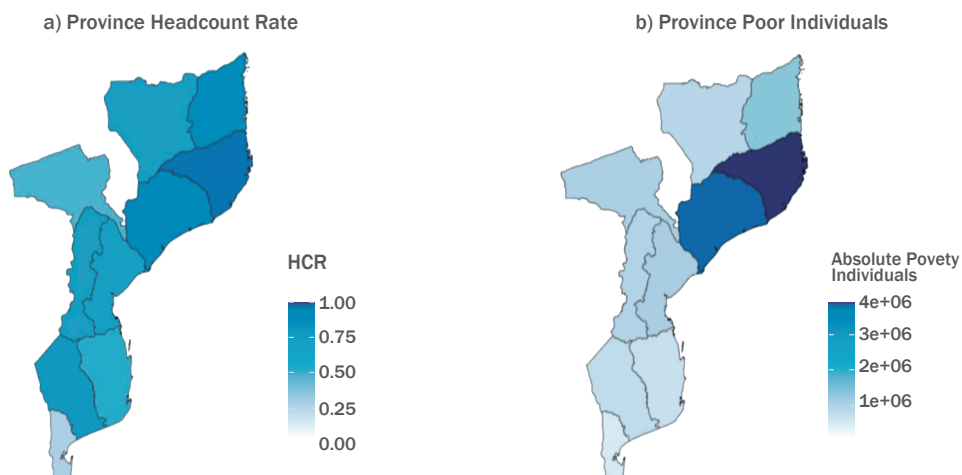 a) Province Headcount Rate
b) Province Poor Individuals
HCR
1.00
0.75
0.50
0.25
0.00
Absolute Povety
Individuals
4e+06
3e+06
2e+06
1e+06